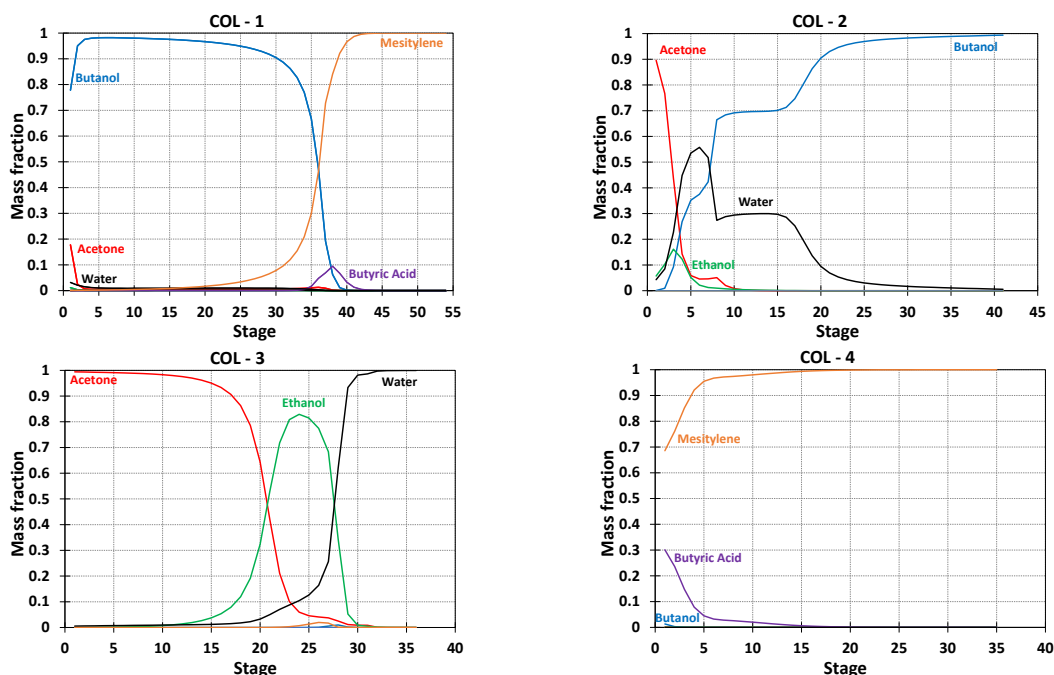 COL - 1
Mass fraction
1
0.9
0.8
0.7
0.6
0.5
0.4
0.3
0.2
0.1
0
Mesitylene
Butanol
Acetone
Water
Butyric Acid
0 5 10 15 20 25 30 35 40 45 50 55
Stage
COL - 2
Mass fraction
1
0.9
0.8
0.7
0.6
0.5
0.4
0.3
0.2
0.1
0
Acetone
Butanol
Water
Ethanol
0 5 10 15 20 25 30 35 40 45
Stage
COL - 3
Mass fraction
1
0.9
0.8
0.7
0.6
0.5
0.4
0.3
0.2
0.1
0
Acetone
Water
Ethanol
0 5 10 15 20 25 30 35 40
Stage
COL - 4
Mass fraction
1
0.9
0.8
0.7
0.6
0.5
0.4
0.3
0.2
0.1
0
Mesitylene
Butyric Acid
Butanol
0 5 10 15 20 25 30 35 40
Stage